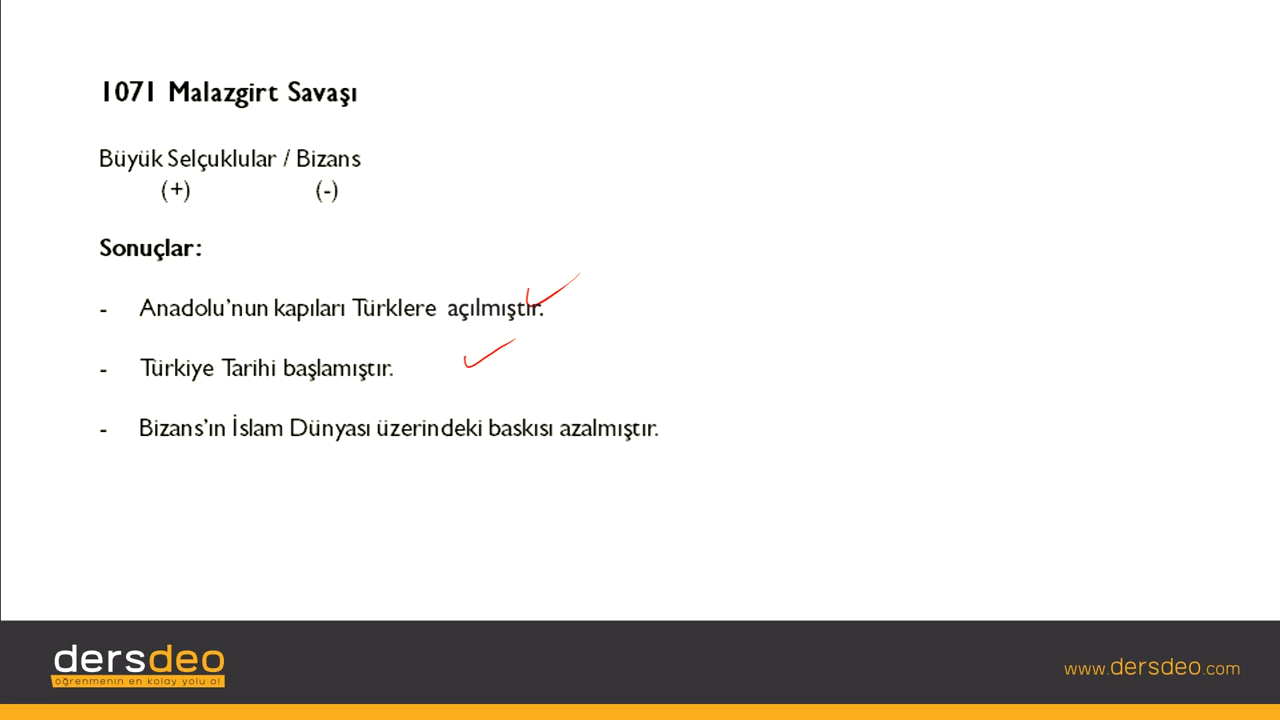 1071 Malazgirt Savaşı
Büyük Selçuklular / Bizans
(+) (-)
Sonuçlar:
- Anadolu'nun kapıları Türklere açılmıştır.
- Türkiye Tarihi başlamıştır.
- Bizans'ın İslam Dünyası üzerindeki baskısı azalmıştır.
dersdeo
öğrenmenin en kolay yolu o!
www.dersdeo.com